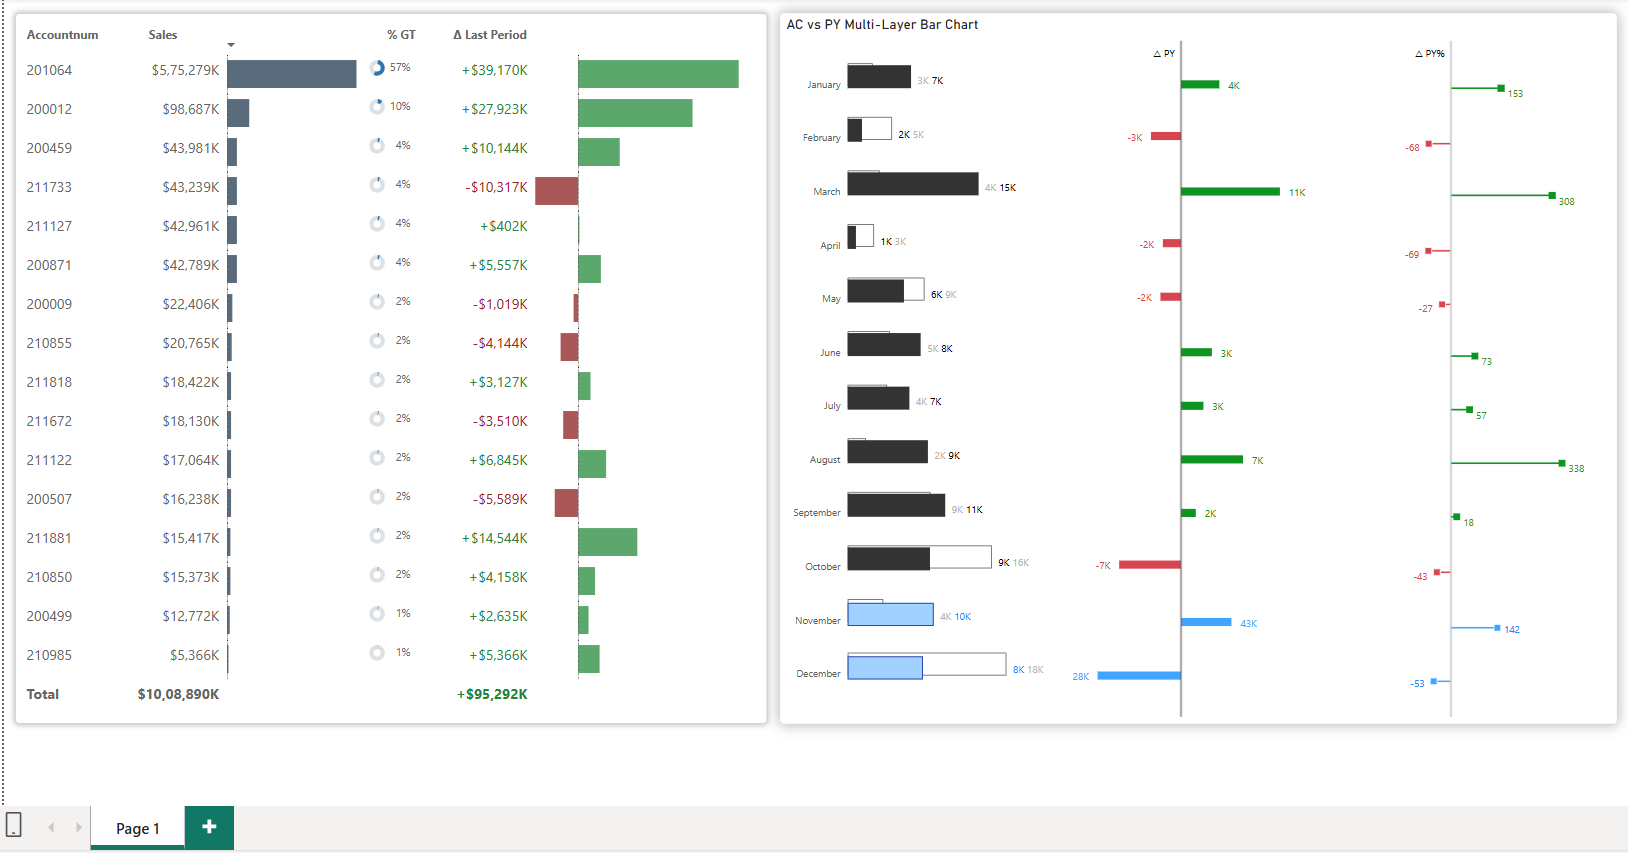 Accountnum Sales % GT Δ Last Period
201064 $5,75,279K 57% +$39,170K
200012 $98,687K 10% +$27,923K
200459 $43,981K 4% +$10,144K
211733 $43,239K 4% -$10,317K
211127 $42,961K 4% +$402K
200871 $42,789K 4% +$5,557K
200009 $22,406K 2% -$1,019K
210855 $20,765K 2% -$4,144K
211818 $18,422K 2% +$3,127K
211672 $18,130K 2% -$3,510K
211122 $17,064K 2% +$6,845K
200507 $16,238K 2% -$5,589K
211881 $15,417K 2% +$14,544K
210850 $15,373K 2% +$4,158K
200499 $12,772K 1% +$2,635K
210985 $5,366K 1% +$5,366K
Total $10,08,890K +$95,292K
AC vs PY Multi-Layer Bar Chart
△ PY △ PY%
January 3K 7K 4K 153
February 2K 5K -3K -68
March 4K 15K 11K 308
April 1K 3K -2K -69
May 6K 9K -2K -27
June 5K 8K 3K 73
July 4K 7K 3K 57
August 2K 9K 7K 338
September 9K 11K 2K 18
October 9K 16K -7K -43
November 4K 10K 43K 142
December 8K 18K 28K -53
Page 1